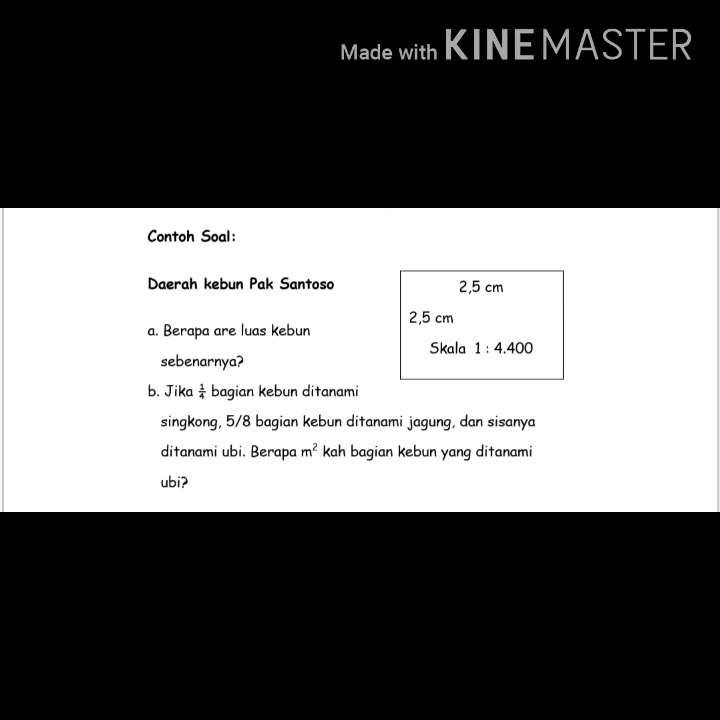 Made with KINEMASTER
Contoh Soal:
Daerah kebun Pak Santoso
2,5 cm
2,5 cm
Skala 1 : 4.400
a. Berapa are luas kebun
sebenarnya?
b. Jika ¼ bagian kebun ditanami
singkong, 5/8 bagian kebun ditanami jagung, dan sisanya
ditanami ubi. Berapa m² kah bagian kebun yang ditanami
ubi?